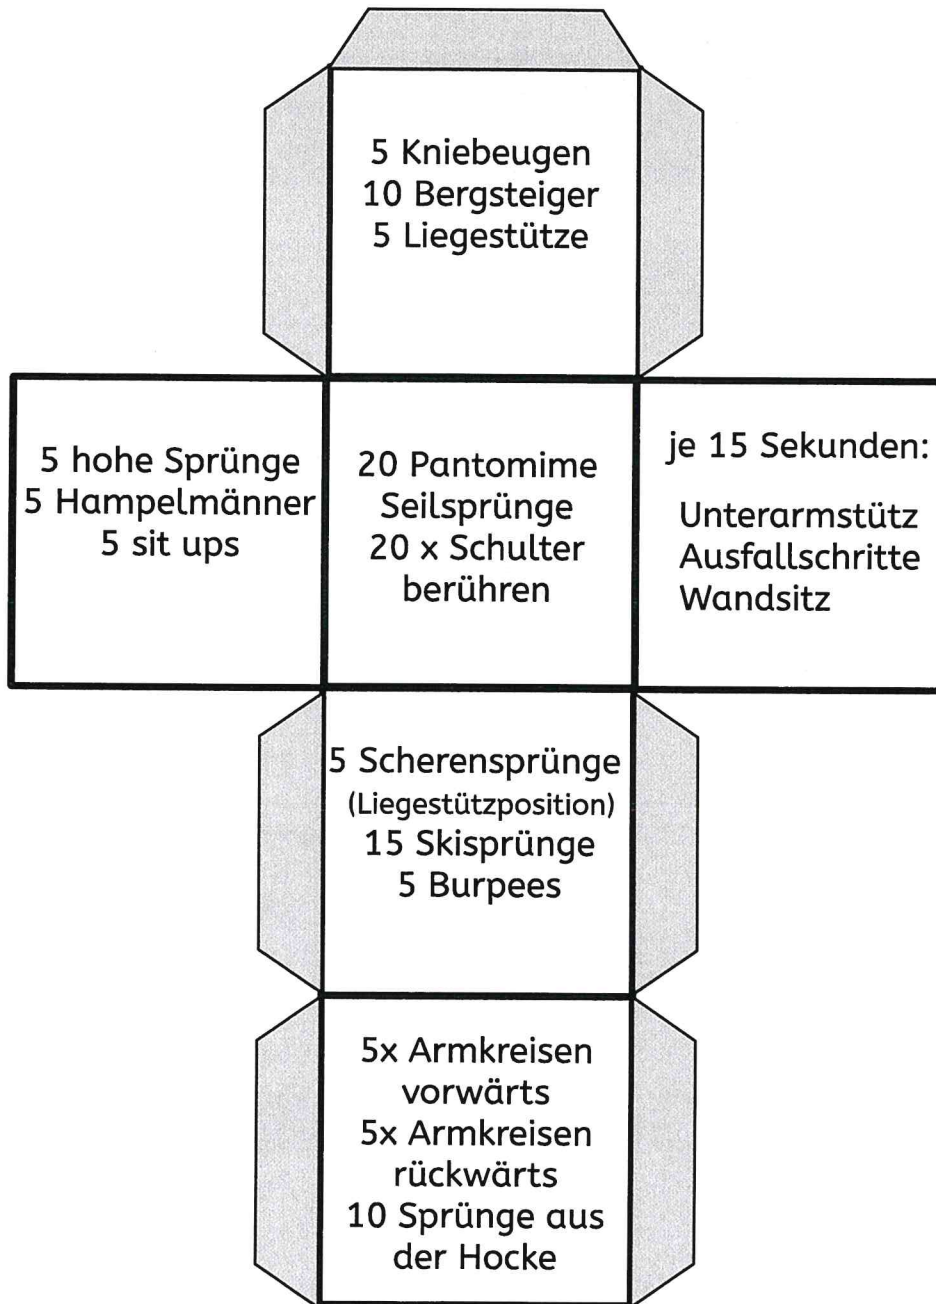 5 Kniebeugen
10 Bergsteiger
5 Liegestütze
5 hohe Sprünge
5 Hampelmänner
5 sit ups
20 Pantomime
Seilsprünge
20 x Schulter
berühren
je 15 Sekunden:
Unterarmstütz
Ausfallschritte
Wandsitz
5 Scherensprünge
(Liegestützposition)
15 Skisprünge
5 Burpees
5x Armkreisen
vorwärts
5x Armkreisen
rückwärts
10 Sprünge aus
der Hocke